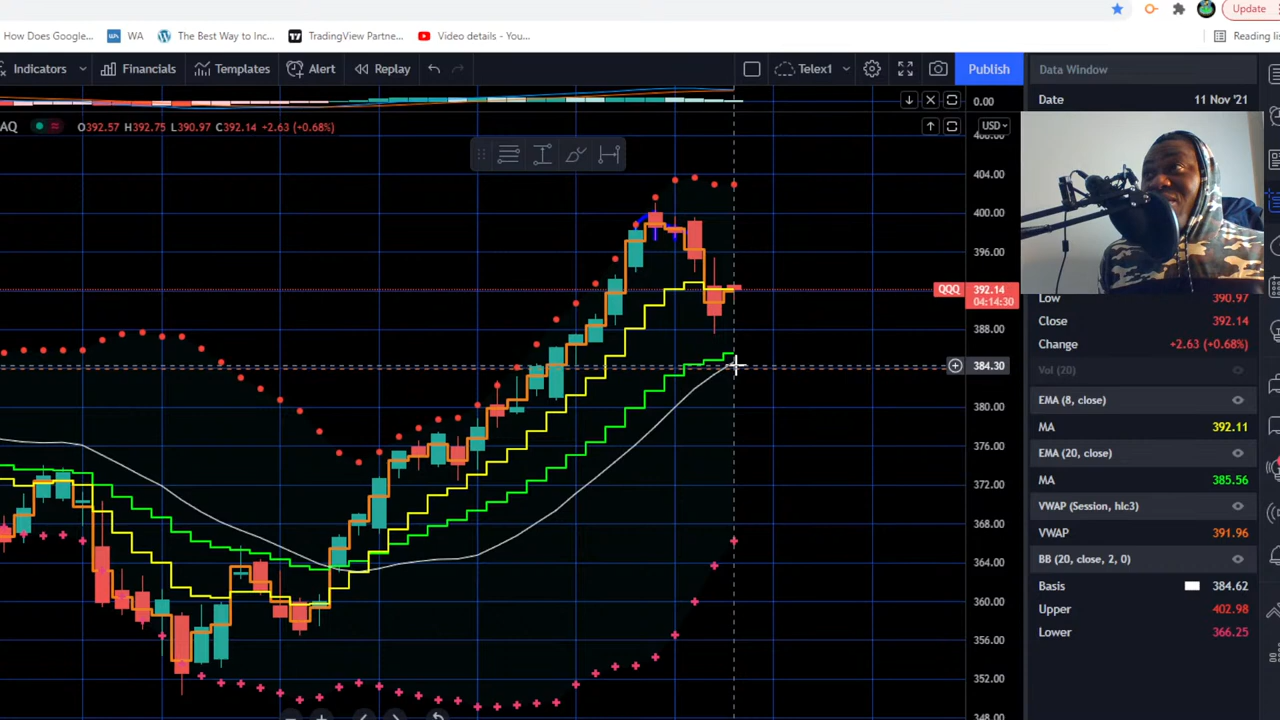 Update
How Does Google...
WA
The Best Way to Inc...
TradingView Partne...
Video details - You...
Reading lis
Indicators
Financials
Templates
Alert
Replay
Telex1
Publish
Data Window
0.00
Date 11 Nov '21
AQ O392.57 H392.75 L390.97 C392.14 +2.63 (+0.68%)
USD
408.00
404.00
400.00
396.00
QQQ 392.14
04:14:30
388.00
384.30
380.00
376.00
372.00
368.00
364.00
360.00
356.00
352.00
348.00
Low 390.97
Close 392.14
Change +2.63 (+0.68%)
Vol (20)
EMA (8, close)
MA 392.11
EMA (20, close)
MA 385.56
VWAP (Session, hlc3)
VWAP 391.96
BB (20, close, 2, 0)
Basis 384.62
Upper 402.98
Lower 366.25